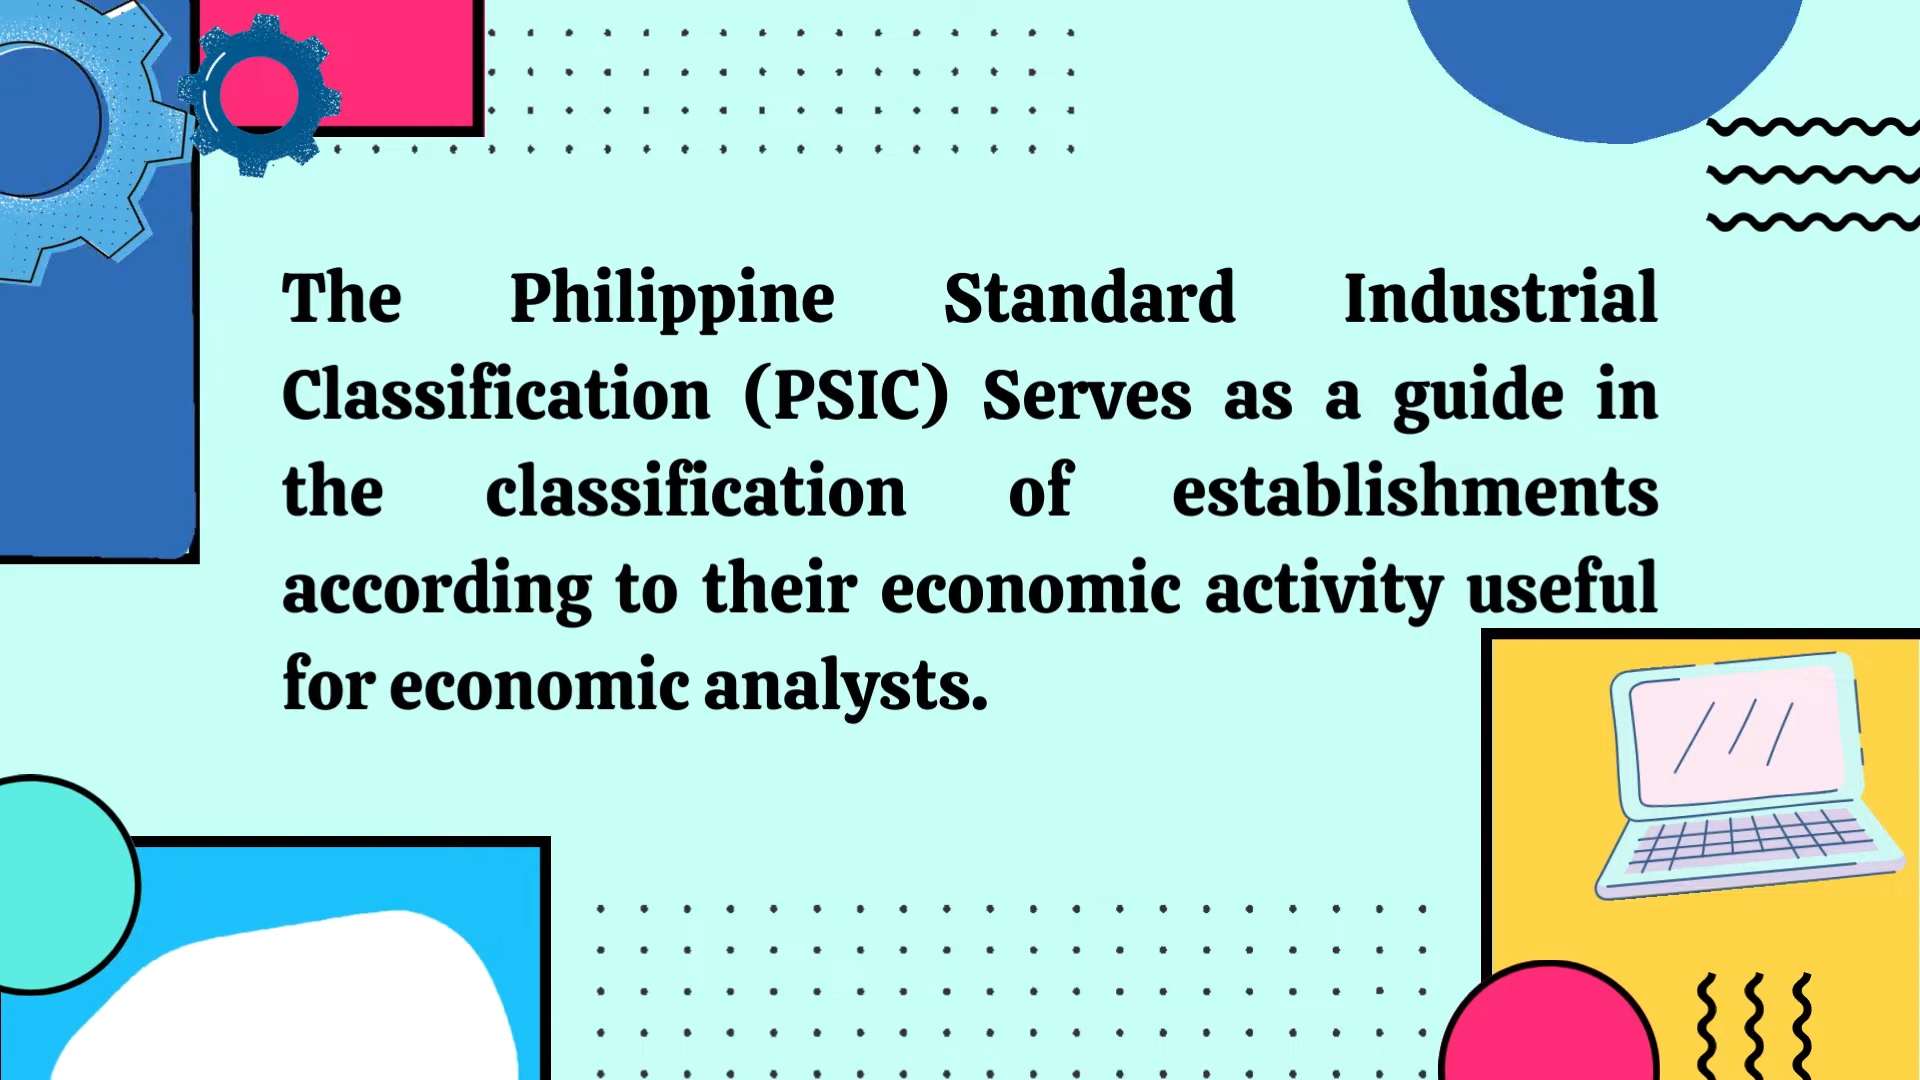 The Philippine Standard Industrial
Classification (PSIC) Serves as a guide in
the classification of establishments
according to their economic activity useful
for economic analysts.